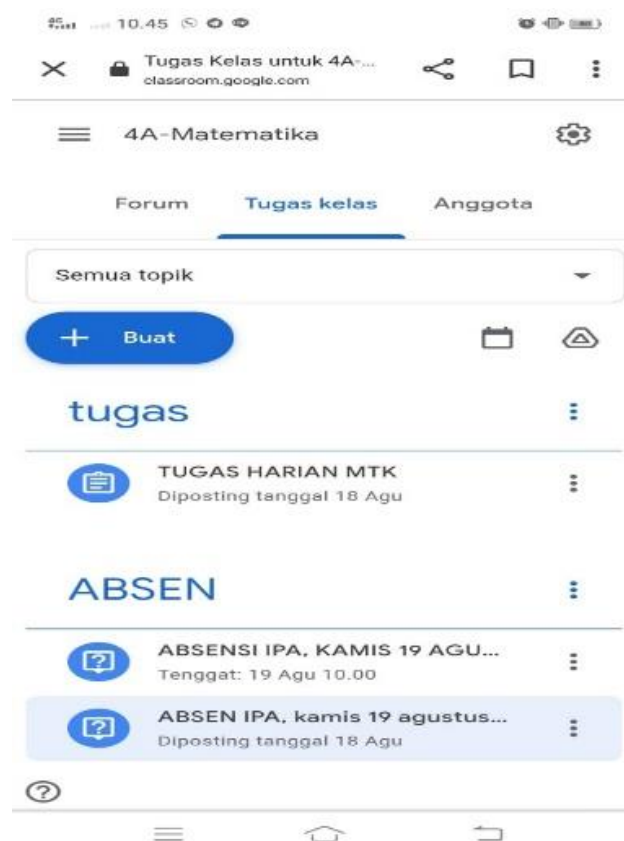 10.45
Tugas Kelas untuk 4A-...
classroom.google.com
4A-Matematika
Forum Tugas kelas Anggota
Semua topik
+ Buat
tugas
TUGAS HARIAN MTK
Diposting tanggal 18 Agu
ABSEN
ABSENSI IPA, KAMIS 19 AGU...
Tenggat: 19 Agu 10.00
ABSEN IPA, kamis 19 agustus...
Diposting tanggal 18 Agu